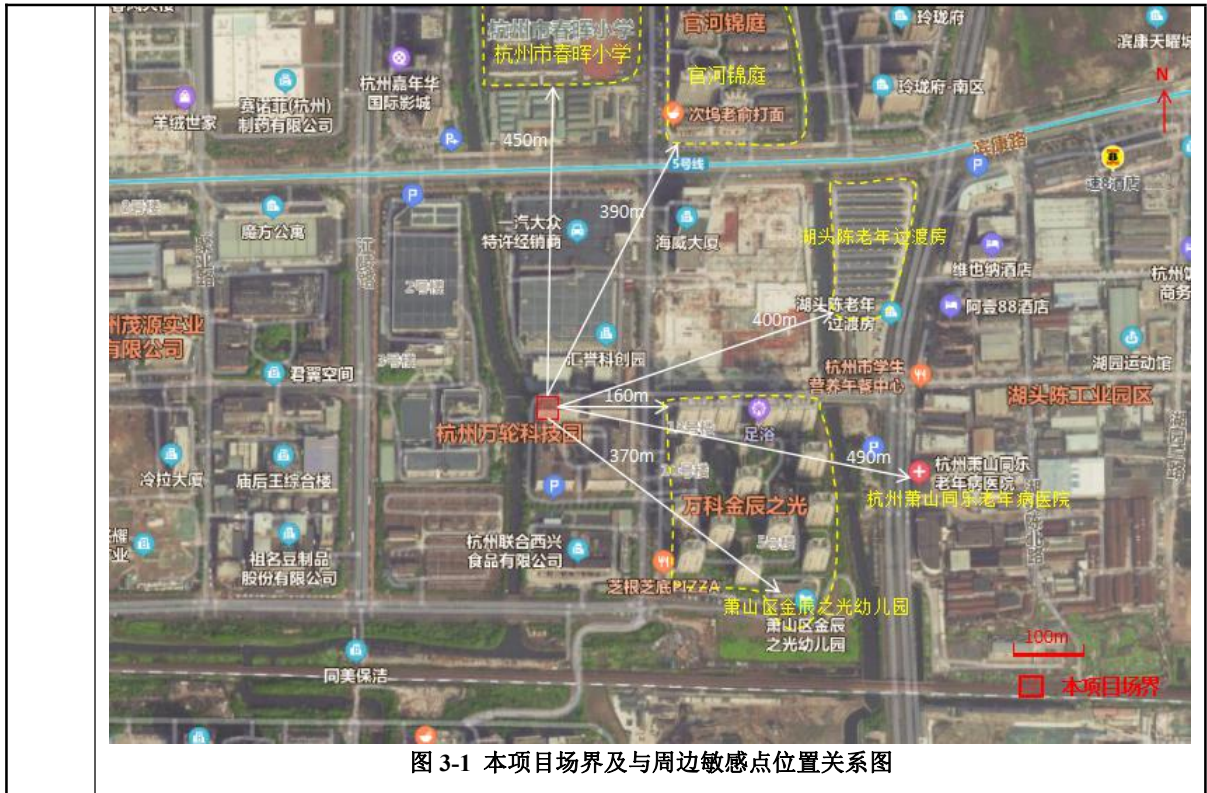 杭州市春晖小学
杭州市春晖小学
官河锦庭
官河锦庭
玲珑府
滨康天曜城
杭州嘉年华
国际影城
赛诺菲(杭州)
制药有限公司
羊绒世家
玲珑府-南区
次坞老俞打面
N
450m
5号线
滨康路
速8酒店
P
P
390m
魔方公寓
一汽大众
特许经销商
海威大厦
湖头陈老年过渡房
维也纳酒店
2号楼
江陵路
湖头陈老年
过渡房
阿壹88酒店
400m
杭州茂源实业
有限公司
3号楼
汇誉科创园
湖园运动馆
君翼空间
杭州市学生
营养午餐中心
湖头陈工业园区
160m
杭州万轮科技园
足浴
370m
490m
P
冷拉大厦
庙后王综合楼
P
杭州萧山同乐
老年病医院
杭州萧山同乐老年病医院
万科金辰之光
祖名豆制品
股份有限公司
杭州联合西兴
食品有限公司
芝根芝底PIZZA
萧山区金辰之光幼儿园
萧山区金辰
之光幼儿园
100m
同美保洁
本项目场界
图 3-1 本项目场界及与周边敏感点位置关系图